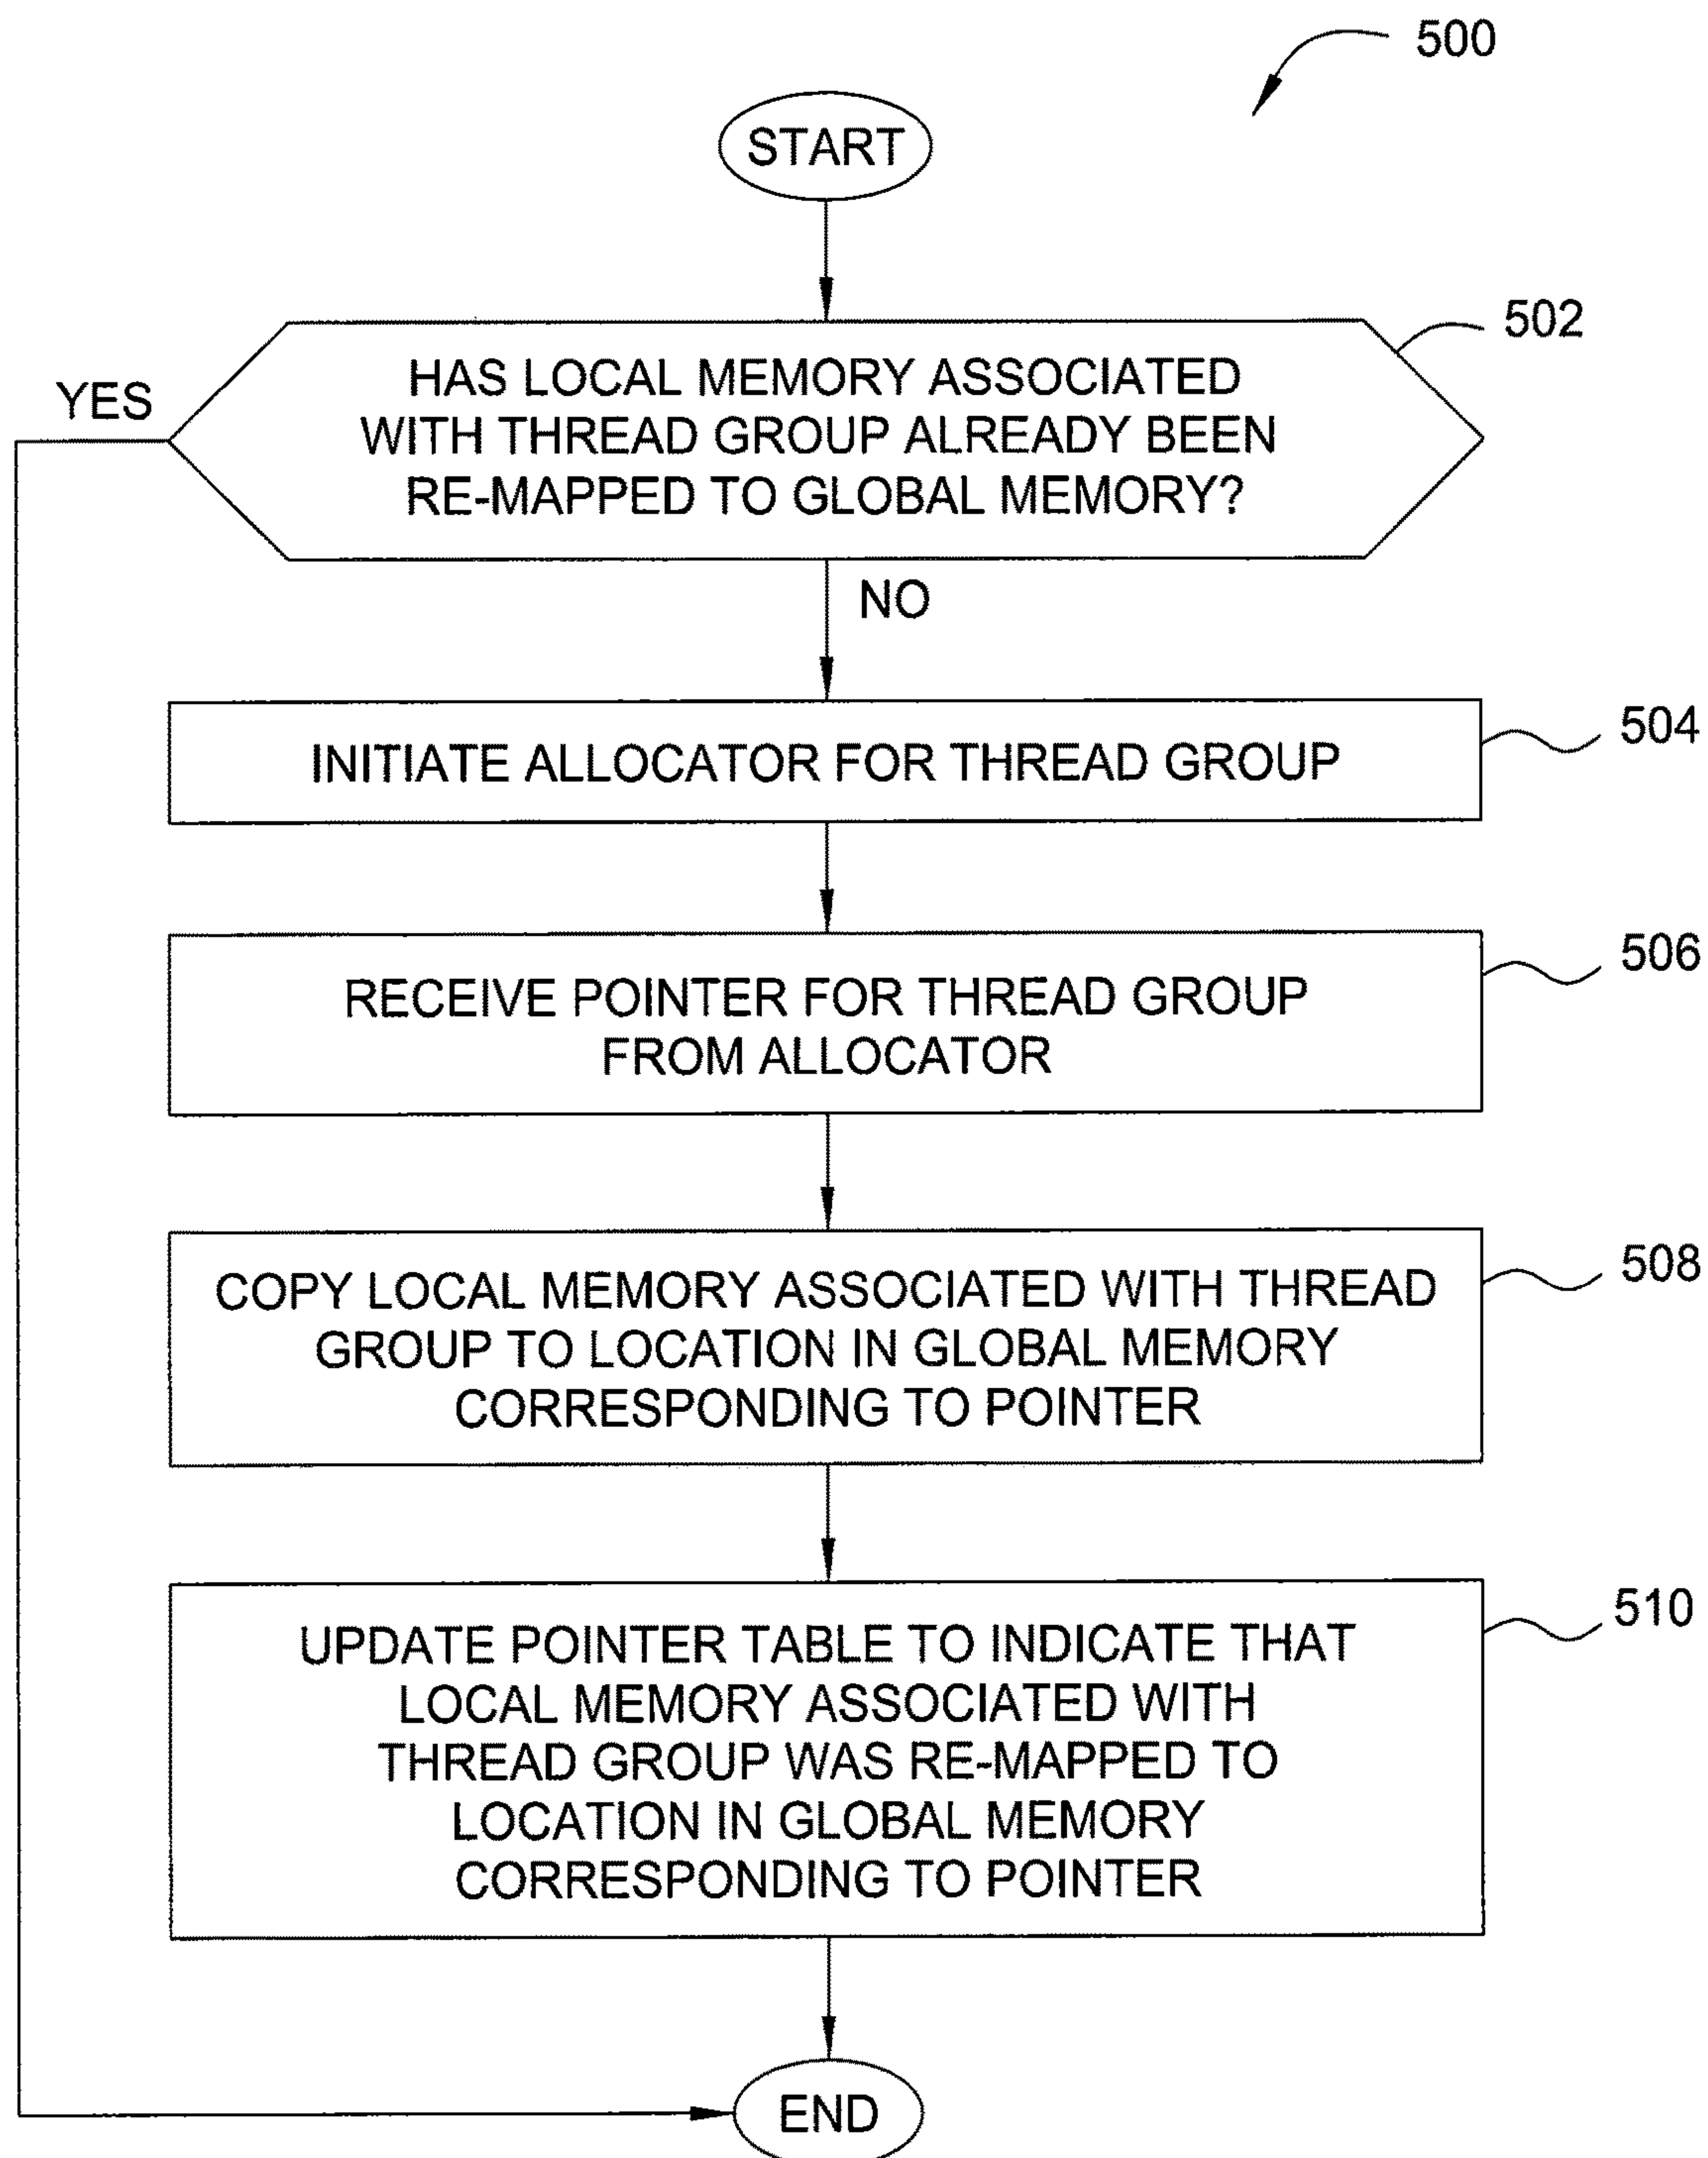 500
START
502
HAS LOCAL MEMORY ASSOCIATED
WITH THREAD GROUP ALREADY BEEN
RE-MAPPED TO GLOBAL MEMORY?
YES
NO
504
INITIATE ALLOCATOR FOR THREAD GROUP
506
RECEIVE POINTER FOR THREAD GROUP
FROM ALLOCATOR
508
COPY LOCAL MEMORY ASSOCIATED WITH THREAD
GROUP TO LOCATION IN GLOBAL MEMORY
CORRESPONDING TO POINTER
510
UPDATE POINTER TABLE TO INDICATE THAT
LOCAL MEMORY ASSOCIATED WITH
THREAD GROUP WAS RE-MAPPED TO
LOCATION IN GLOBAL MEMORY
CORRESPONDING TO POINTER
END